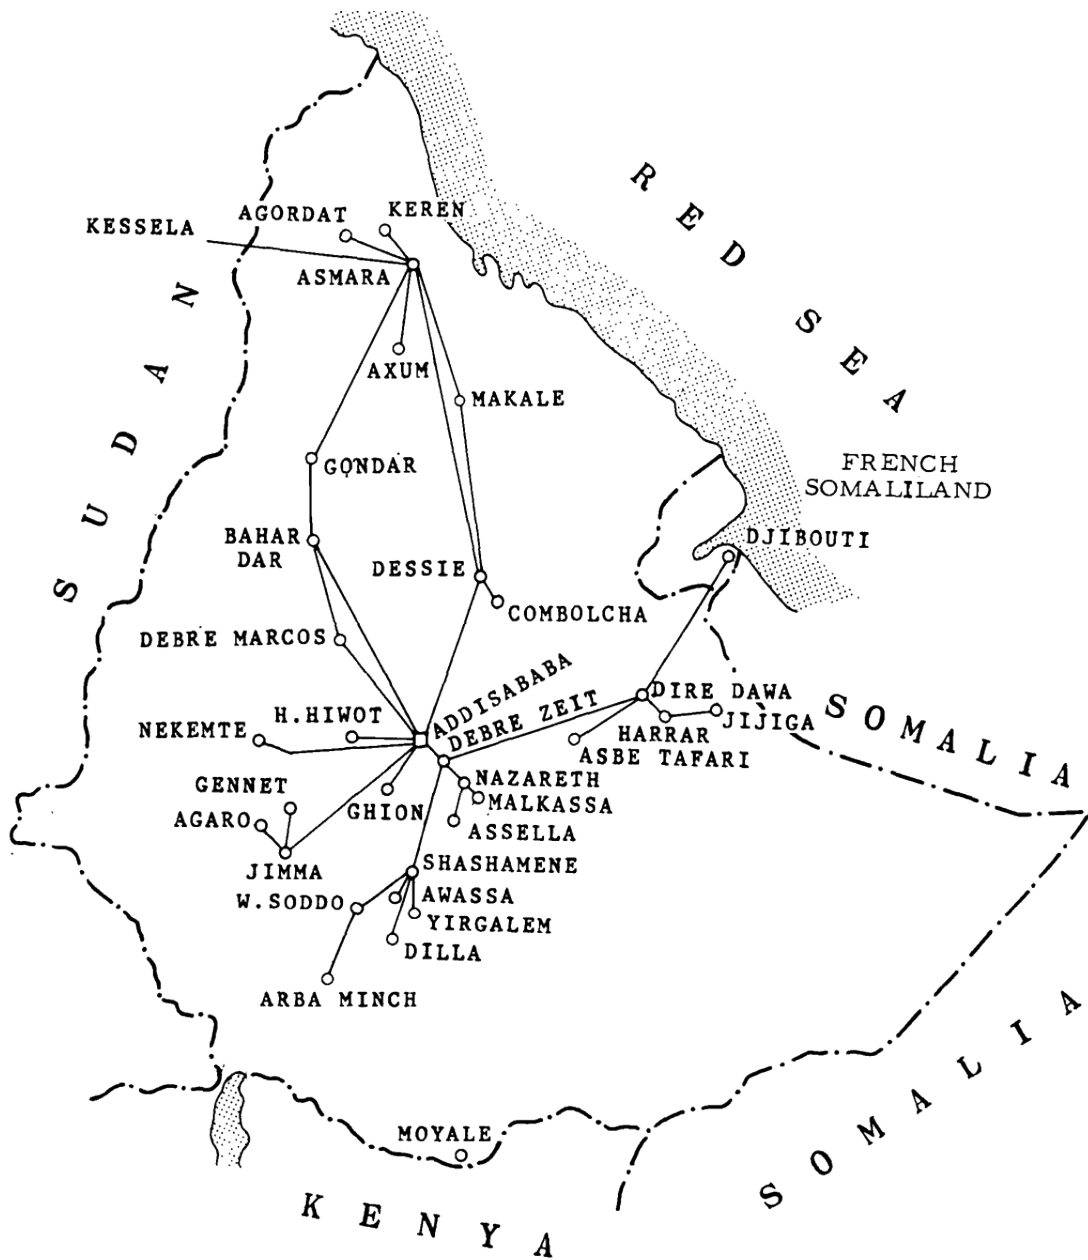 RED SEA
KEREN
AGORDAT
KESSELA
ASMARA
SUDAN
AXUM
MAKALE
GONDAR
FRENCH
SOMALILAND
BAHAR
DAR
DJIBOUTI
DESSIE
COMBOLCHA
DEBRE MARCOS
ADDISABABA
DEBRE ZEIT
DIRE DAWA
SOMALIA
H.HIWOT
NEKEMTE
JIJIGA
HARRAR
ASBE TAFARI
NAZARETH
GENNET
GHION
MALKASSA
AGARO
ASSELLA
JIMMA
SHASHAMENE
W.SODDO
AWASSA
YIRGALEM
DILLA
ARBA MINCH
SOMALIA
MOYALE
KENYA